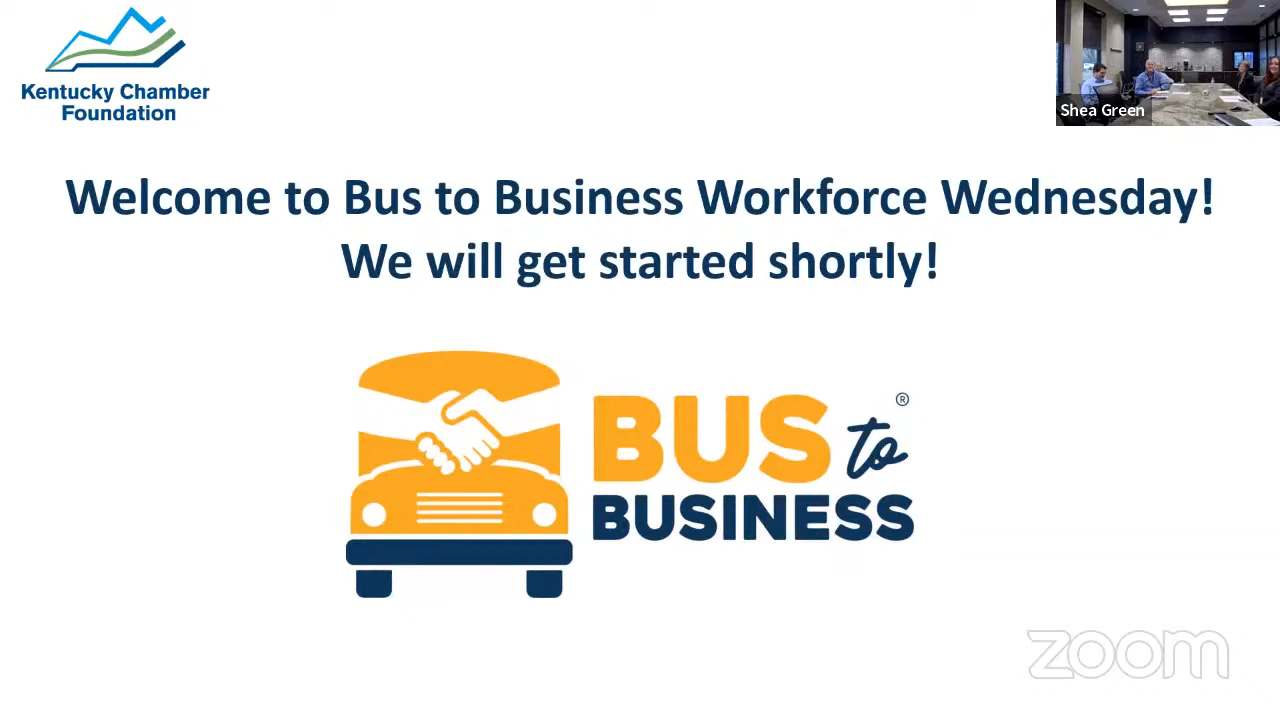 Kentucky Chamber
Foundation
Shea Green
Welcome to Bus to Business Workforce Wednesday!
We will get started shortly!
BUS to ®
BUSINESS
zoom